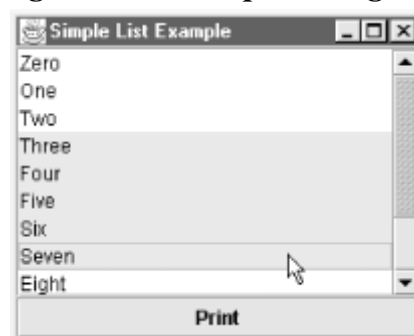 Simple List Example
Zero
One
Two
Three
Four
Five
Six
Seven
Eight
Print